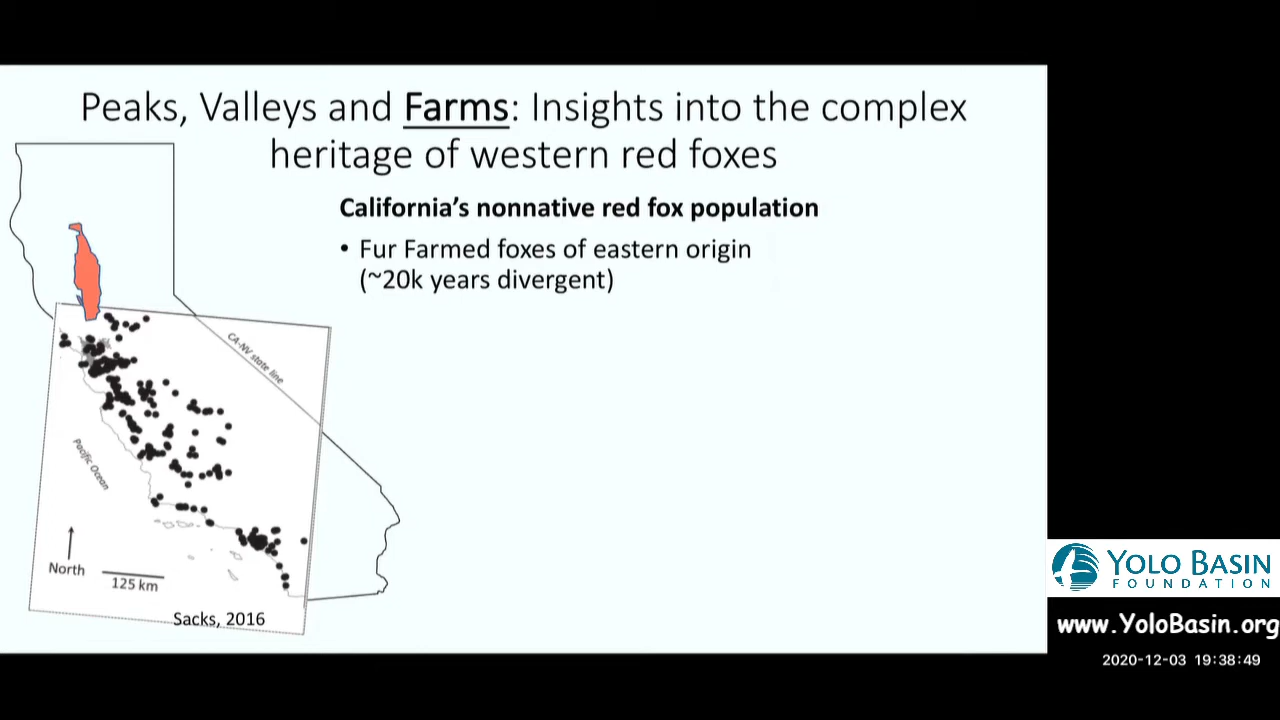 Peaks, Valleys and Farms: Insights into the complex
heritage of western red foxes
California's nonnative red fox population
• Fur Farmed foxes of eastern origin
(~20k years divergent)
CA-NV state line
Pacific Ocean
North
125 km
Sacks, 2016
YOLO BASIN
FOUNDATION
www.YoloBasin.org
2020-12-03 19:38:49